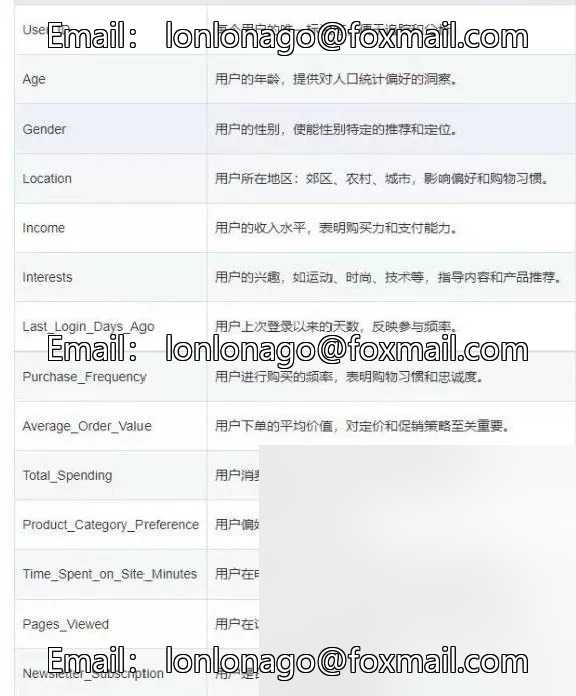 User_ID
Email： lonlonago@foxmail.com
Age 用户的年龄，提供对人口统计偏好的洞察。
Gender 用户的性别，使能性别特定的推荐和定位。
Location 用户所在地区：郊区、农村、城市，影响偏好和购物习惯。
Income 用户的收入水平，表明购买力和支付能力。
Interests 用户的兴趣，如运动、时尚、技术等，指导内容和产品推荐。
Last_Login_Days_Ago 用户上次登录以来的天数，反映参与频率。
Email： lonlonago@foxmail.com
Purchase_Frequency 用户进行购买的频率，表明购物习惯和忠诚度。
Average_Order_Value 用户下单的平均价值，对定价和促销策略至关重要。
Total_Spending 用户消
Product_Category_Preference 用户偏
Time_Spent_on_Site_Minutes 用户在
Pages_Viewed 用户在
Email： lonlonago@foxmail.com
Newsletter_Subscription 用户是